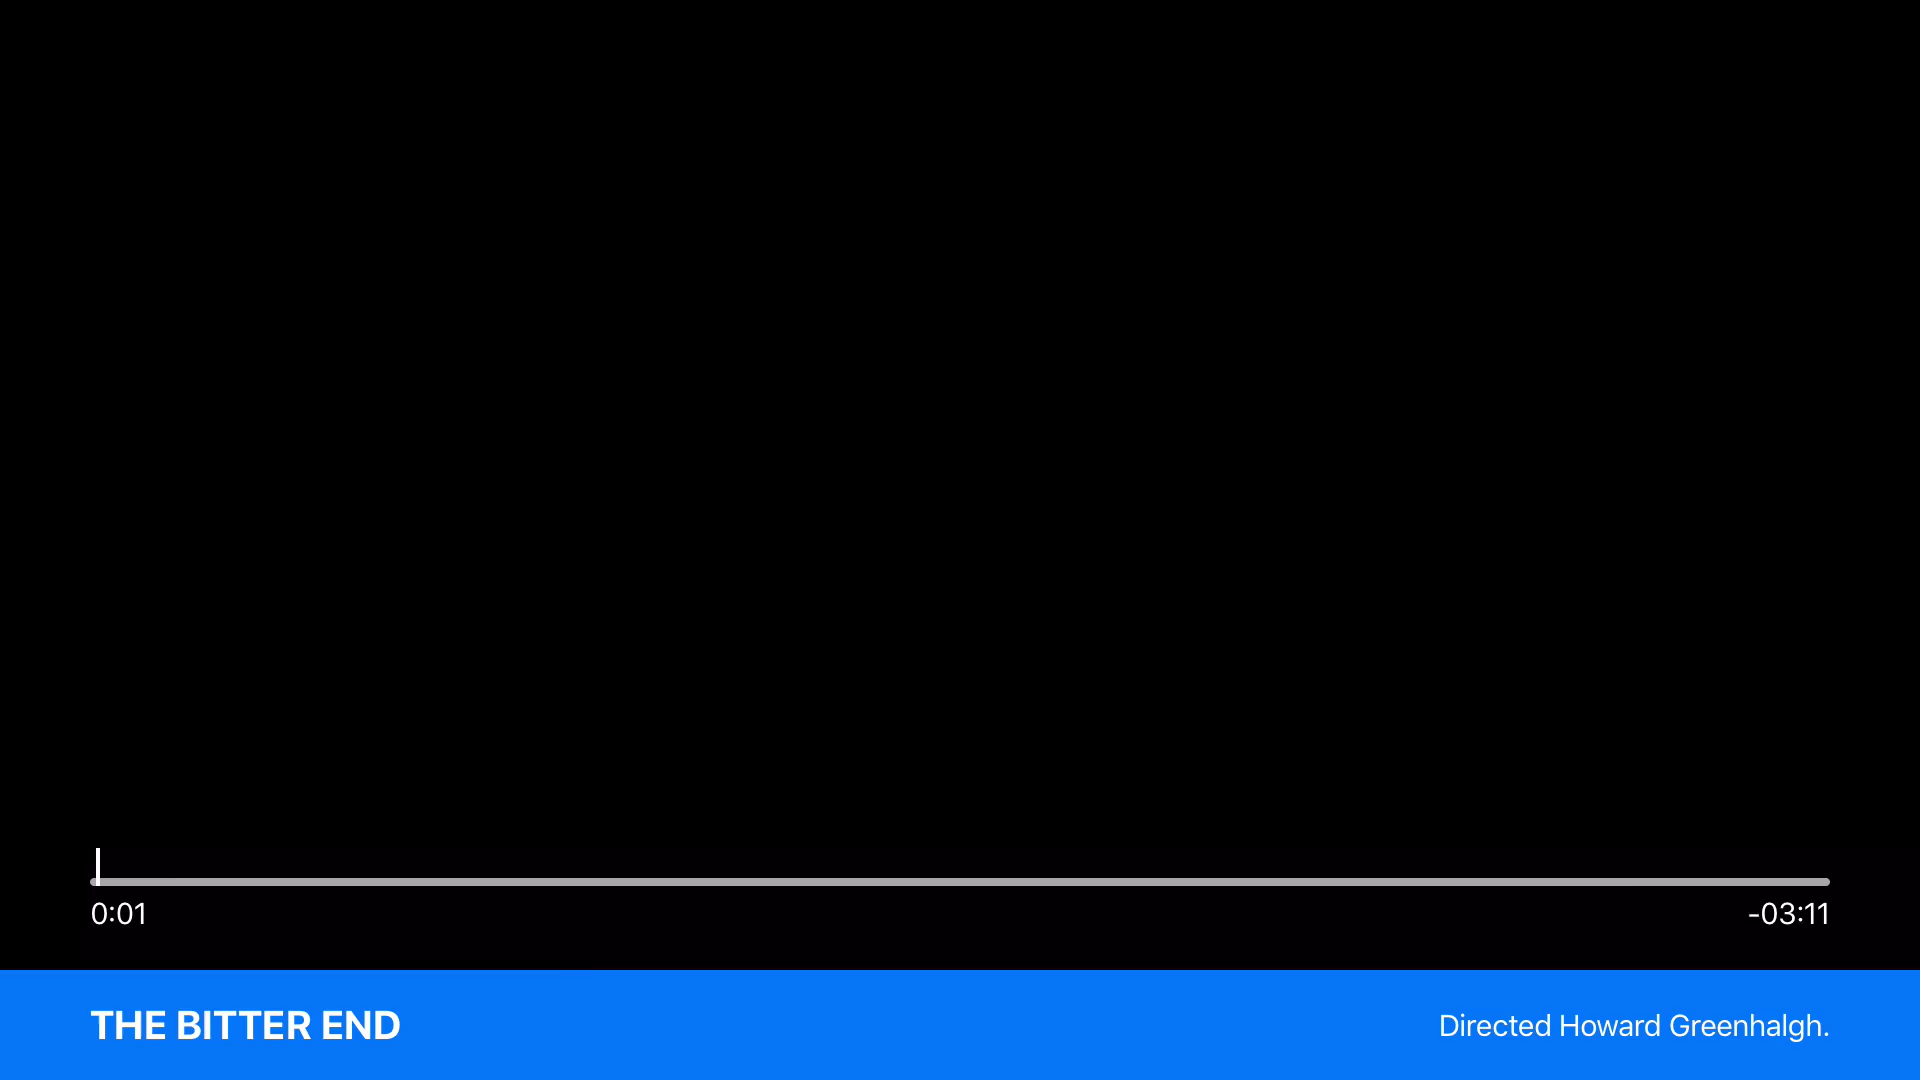 0:01
-03:11
THE BITTER END
Directed Howard Greenhalgh.